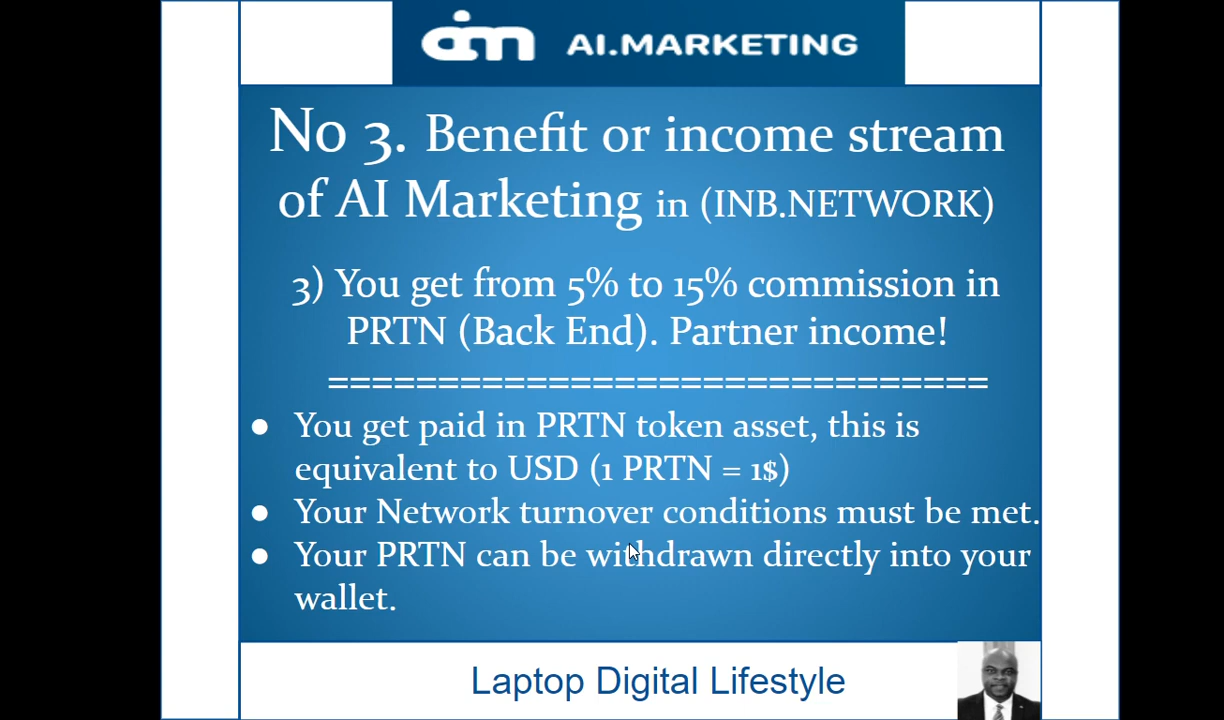 aim AI.MARKETING
No 3. Benefit or income stream
of AI Marketing in (INB.NETWORK)
3) You get from 5% to 15% commission in
PRTN (Back End). Partner income!
==============================
● You get paid in PRTN token asset, this is
equivalent to USD (1 PRTN = 1$)
● Your Network turnover conditions must be met.
● Your PRTN can be withdrawn directly into your
wallet.
Laptop Digital Lifestyle